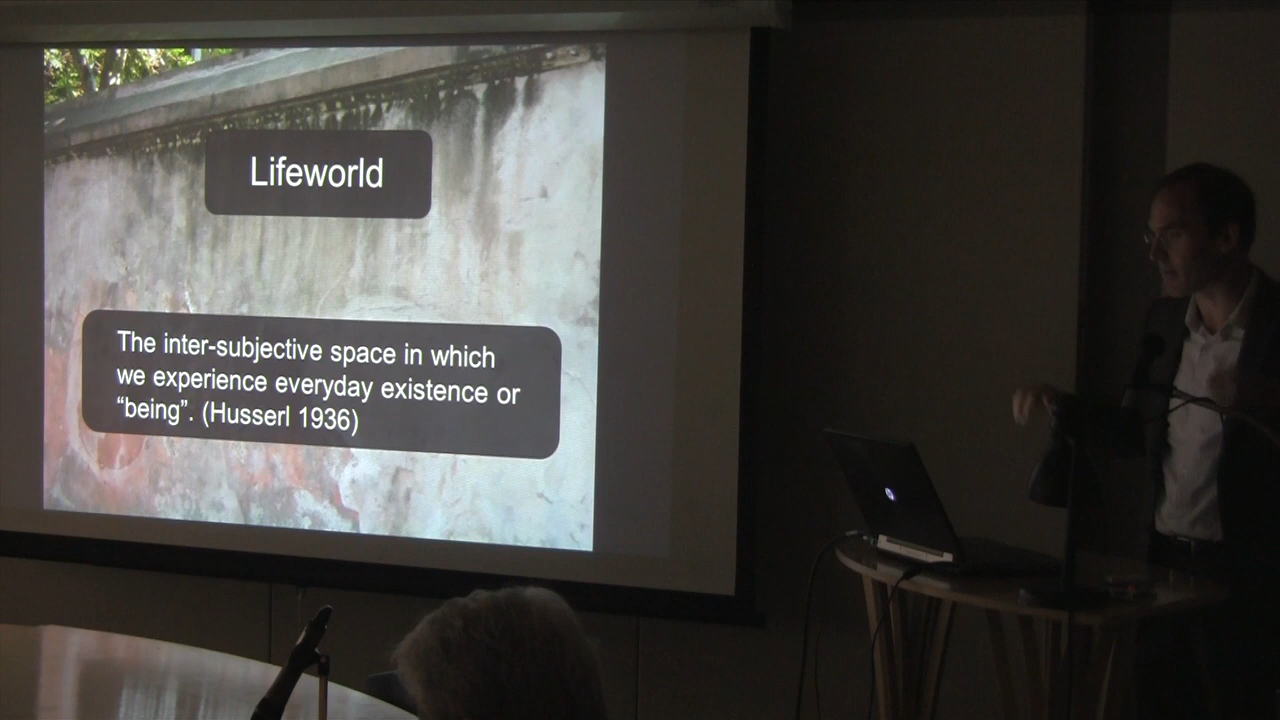 Lifeworld
The inter-subjective space in which
we experience everyday existence or
“being”. (Husserl 1936)